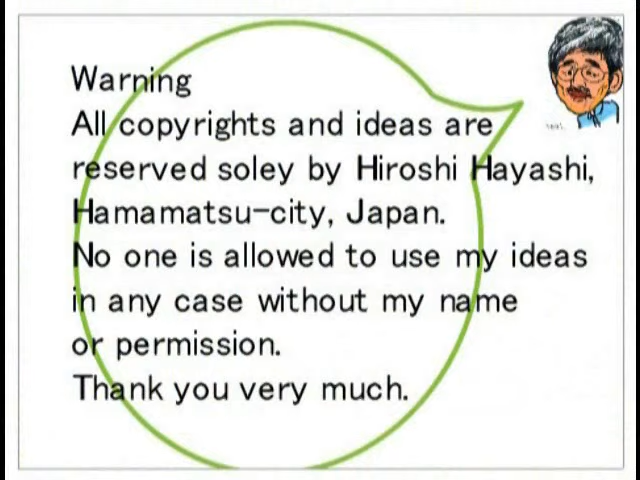 Warning
All copyrights and ideas are
reserved soley by Hiroshi Hayashi,
Hamamatsu-city, Japan.
No one is allowed to use my ideas
in any case without my name
or permission.
Thank you very much.